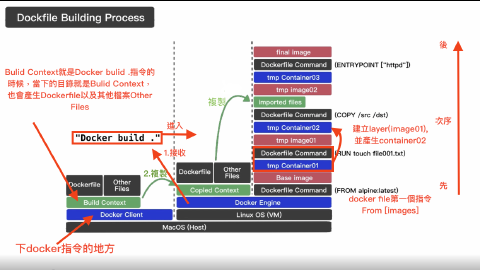 Dockfile Building Process
後
final image
Dockerfile Command
(ENTRYPOINT ["httpd"])
tmp Container03
tmp image02
imported files
複製
Dockerfile Command
(COPY /src /dst)
tmp Container02
tmp Image01
Dockerfile Command
(RUN touch file001.txt)
tmp Container01
Base image
Dockerfile Command
(FROM alpine:latest)
建立layer(image01),
並產生container02
次序
先
docker file第一個指令
From [images]
Build Context就是Docker bulid .指令的
時候，當下的目錄就是Build Context，
也會產生Dockerfile以及其他檔案Other
Files
"Docker build ."
進入
1.接收
2.複製
Dockerfile
Other
Files
Build Context
Docker Client
Dockerfile
Other
Files
Copied Context
Docker Engine
Linux OS (VM)
MacOS (Host)
下docker指令的地方